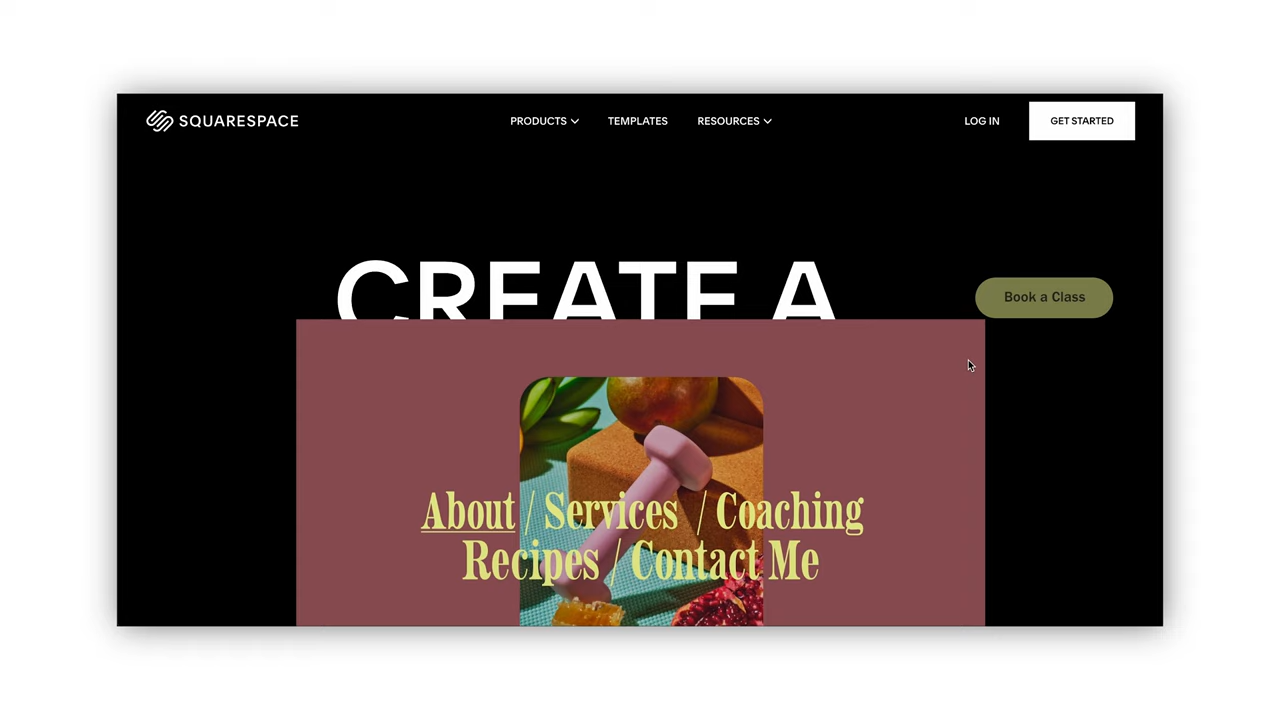 SQUARESPACE
PRODUCTS
TEMPLATES
RESOURCES
LOG IN
GET STARTED
CREATE A
Book a Class
About / Services / Coaching
Recipes / Contact Me